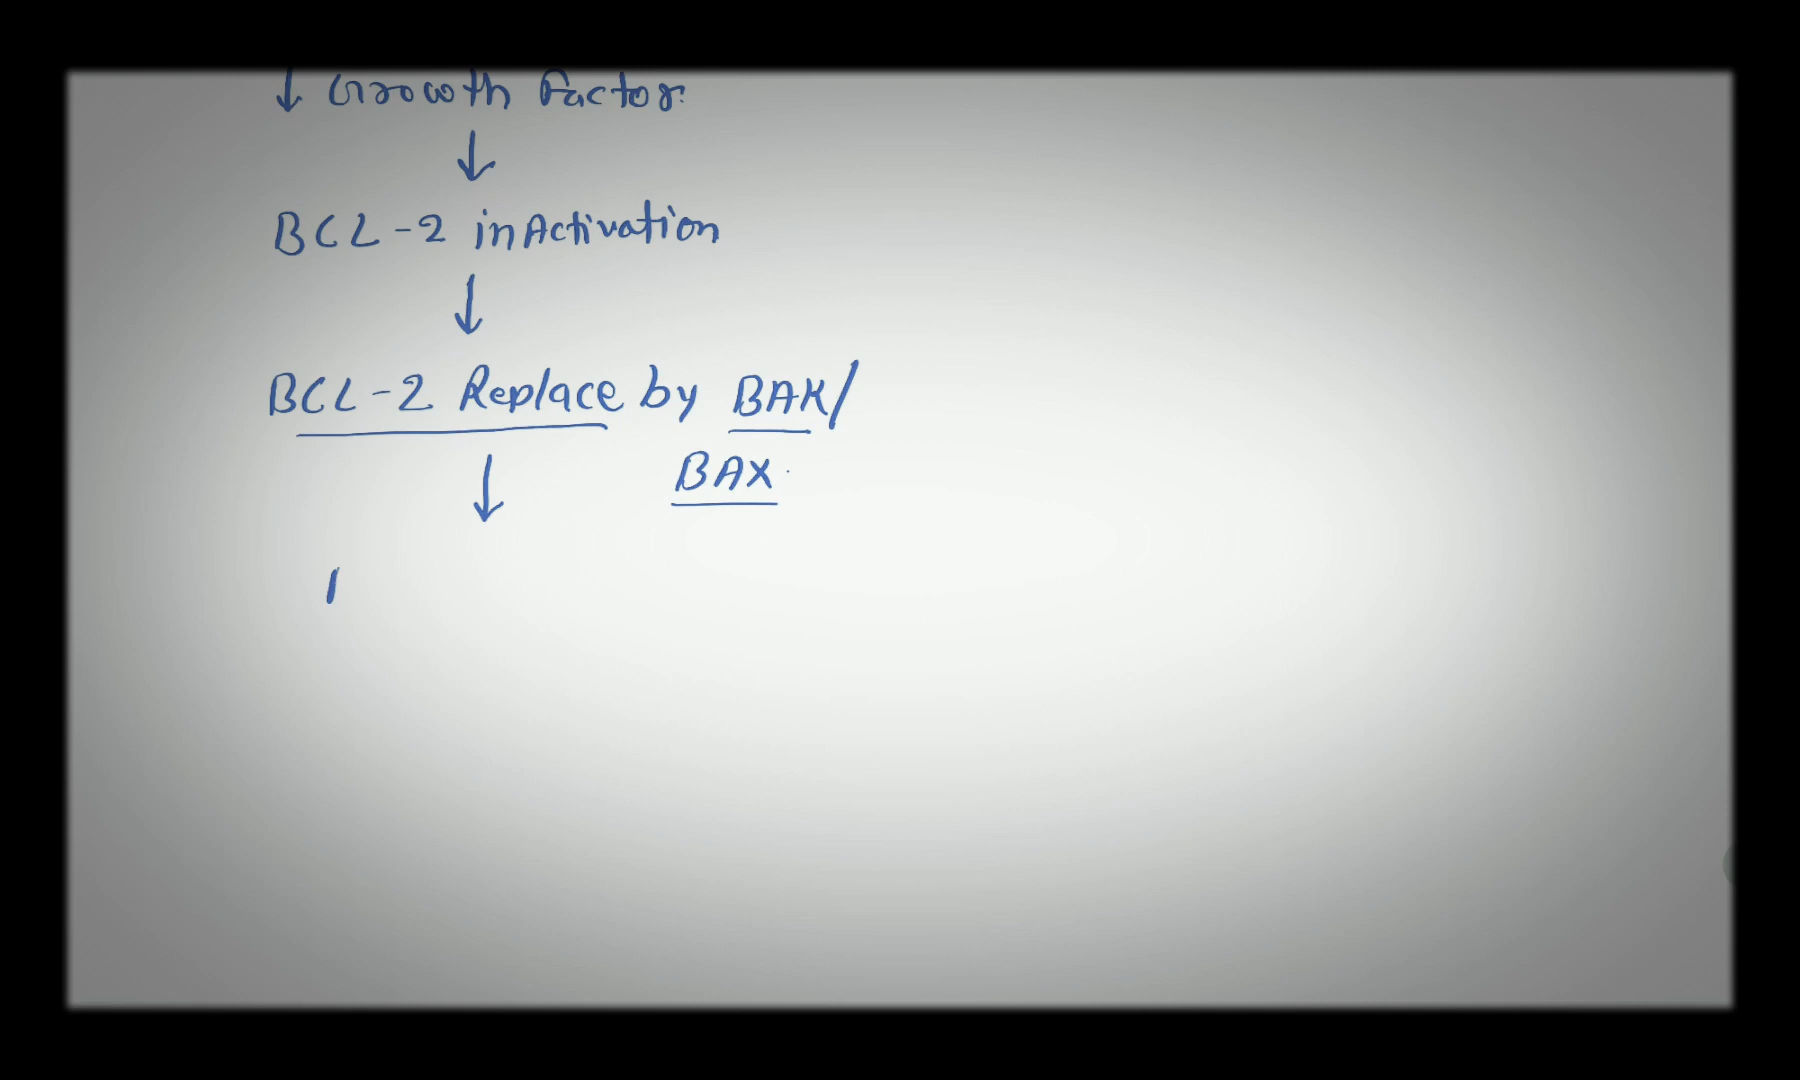 ↓ Growth Factor
↓
BCL-2 inActivation
↓
BCL-2 Replace by BAK/
BAX
↓